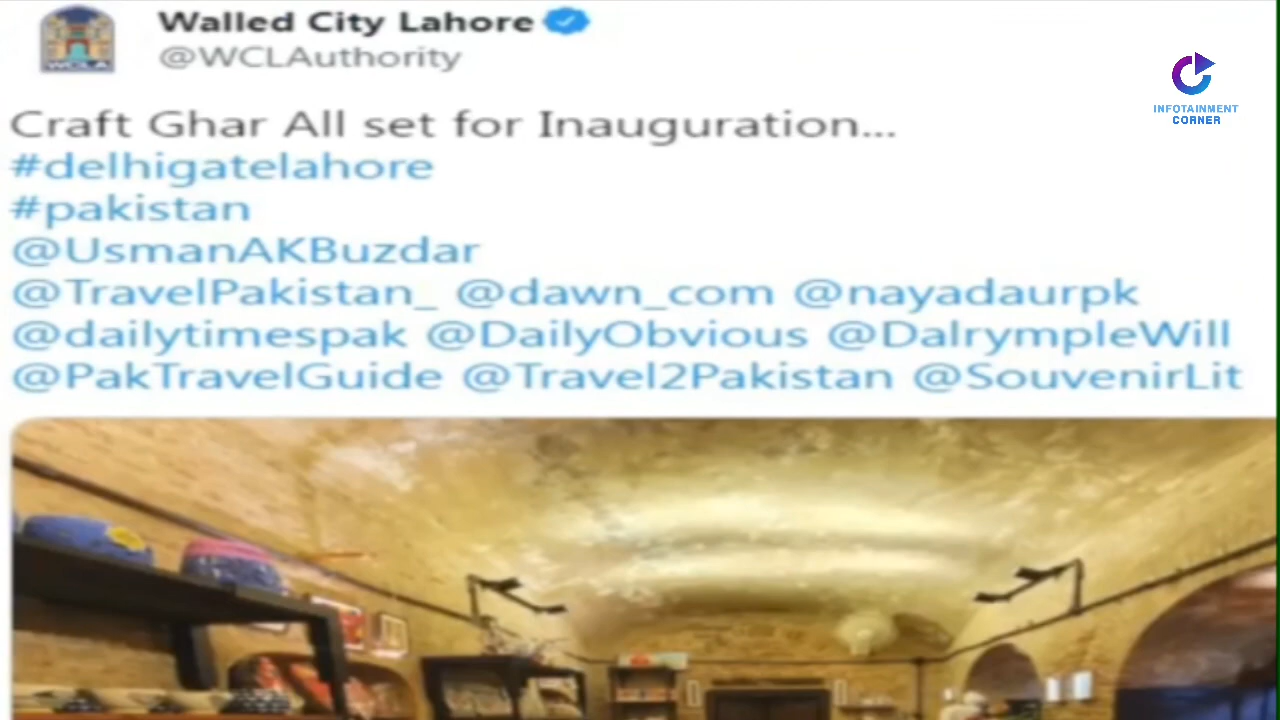 Walled City Lahore
@WCLAuthority
WCLA
INFOTAINMENT
CORNER
Craft Ghar All set for Inauguration...
#delhigatelahore
#pakistan
@UsmanAKBuzdar
@TravelPakistan_ @dawn_com @nayadaurpk
@dailytimespak @DailyObvious @DalrympleWill
@PakTravelGuide @Travel2Pakistan @SouvenirLit